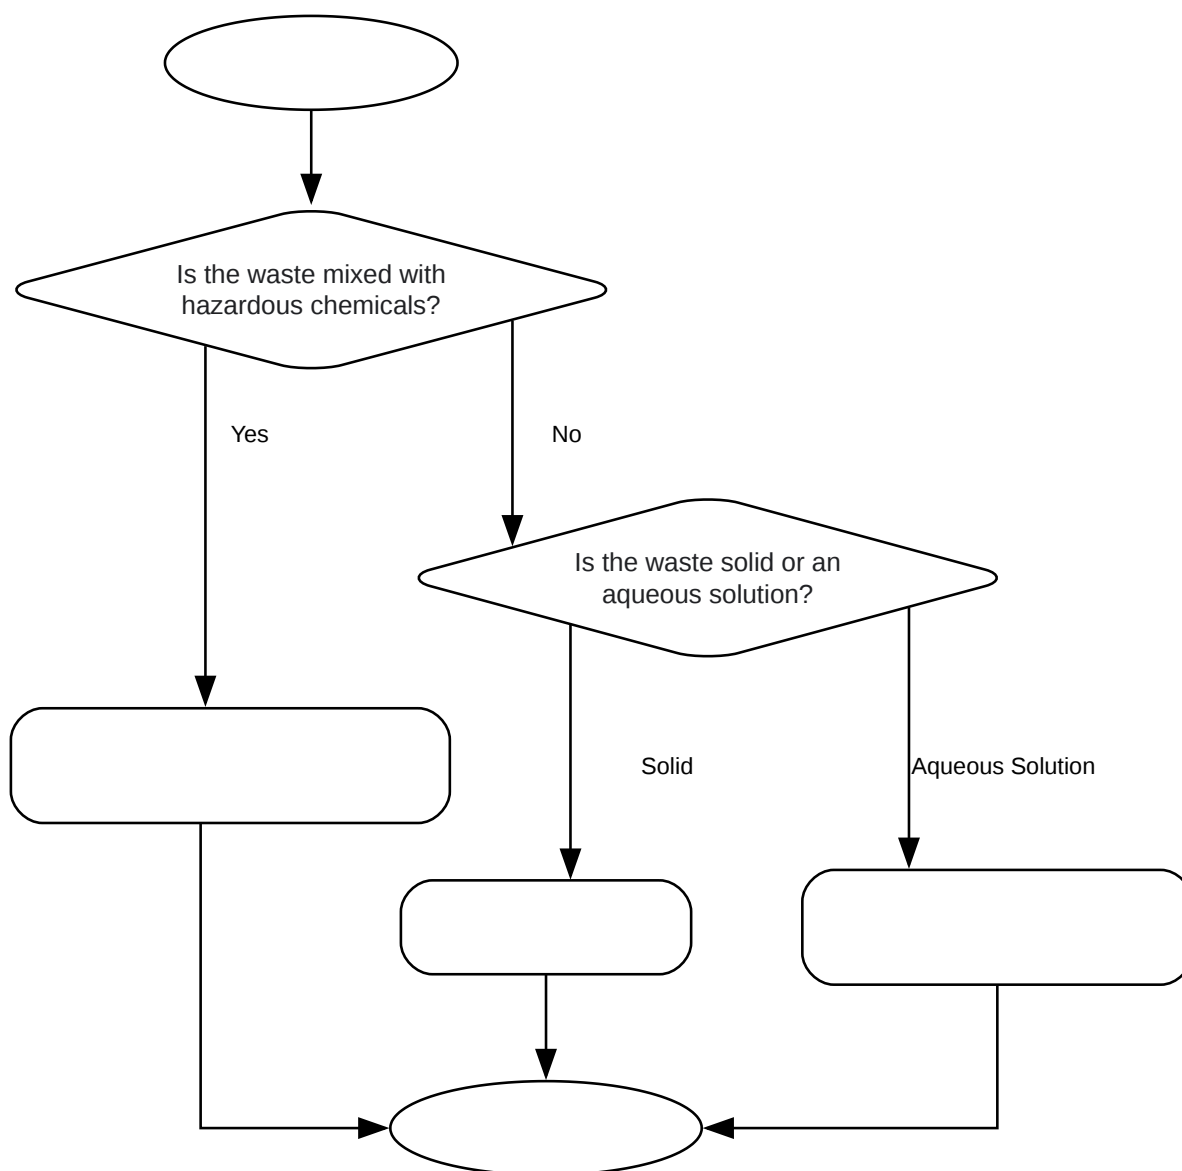 Is the waste mixed with
hazardous chemicals?
Yes
No
Is the waste solid or an
aqueous solution?
Solid
Aqueous Solution